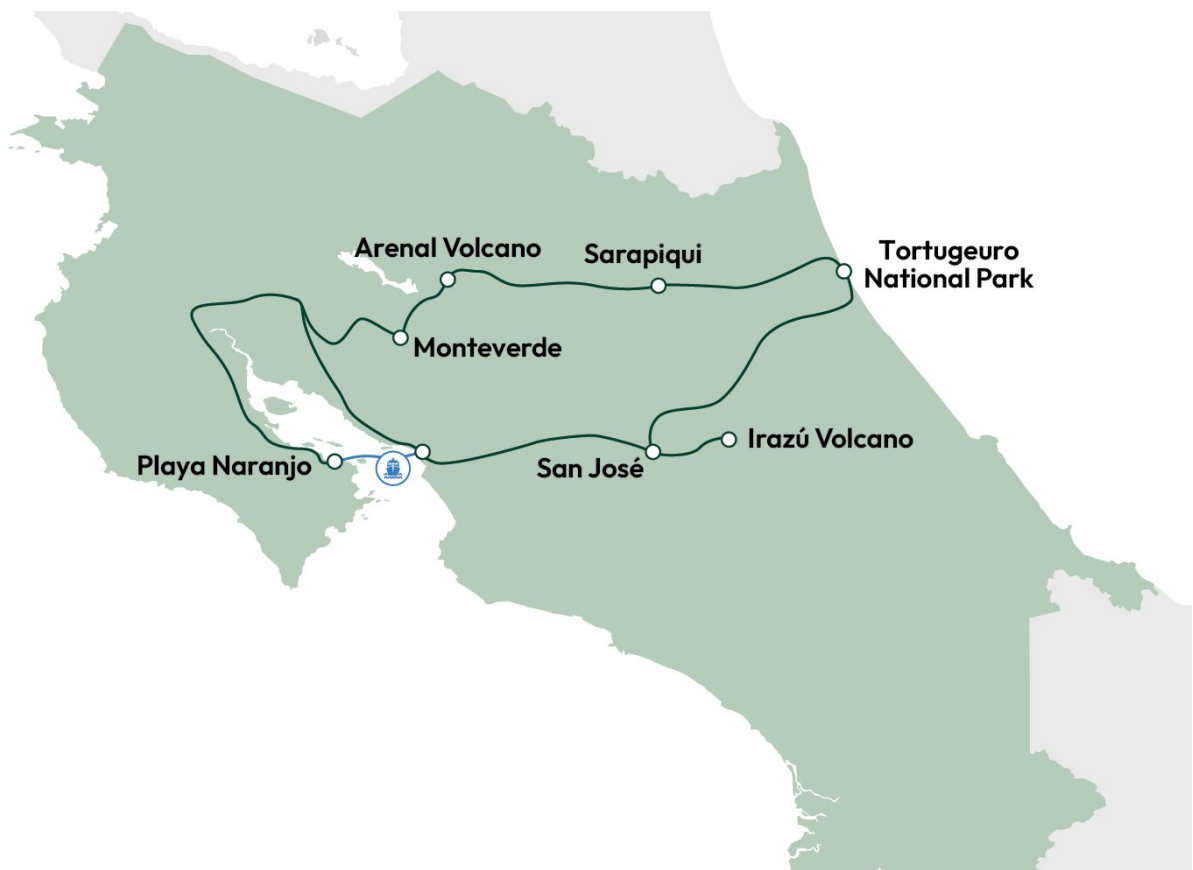 Arenal Volcano
Sarapiqui
Tortugeuro
National Park
Monteverde
Playa Naranjo
San José
Irazú Volcano